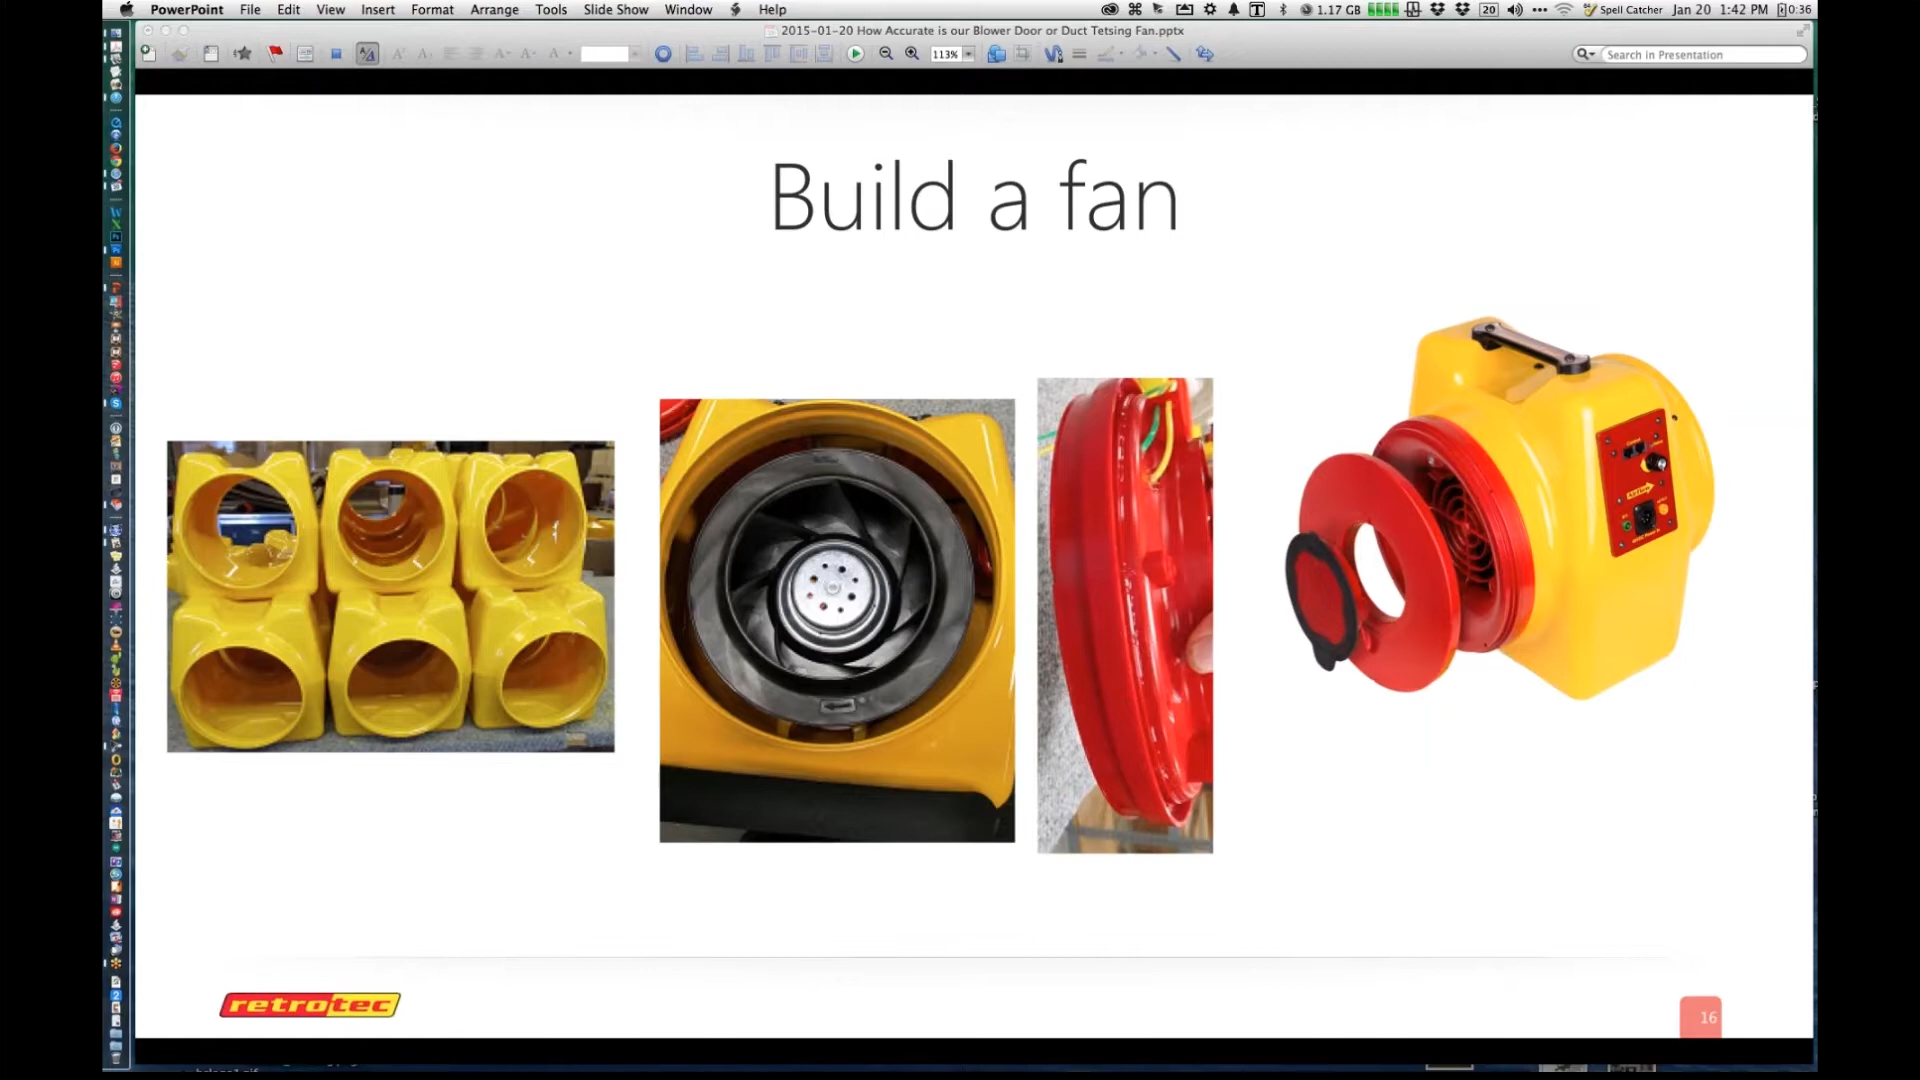 PowerPoint File Edit View Insert Format Arrange Tools Slide Show Window Help 1.17 GB 20 Spell Catcher Jan 20 1:42 PM 0:36
2015-01-20 How Accurate is our Blower Door or Duct Tetsing Fan.pptx
113% Search in Presentation
Build a fan
retrotec
16